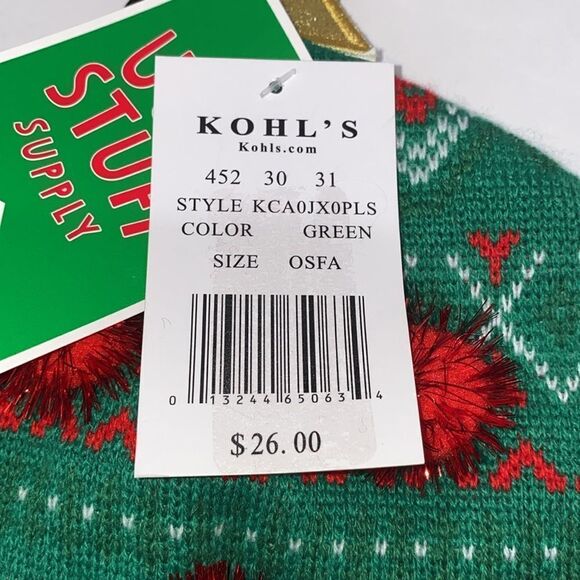 STUFF
SUPPLY
KOHL'S
Kohls.com
452 30 31
STYLE KCA0JX0PLS
COLOR GREEN
SIZE OSFA
0 13244 65063 4
$26.00